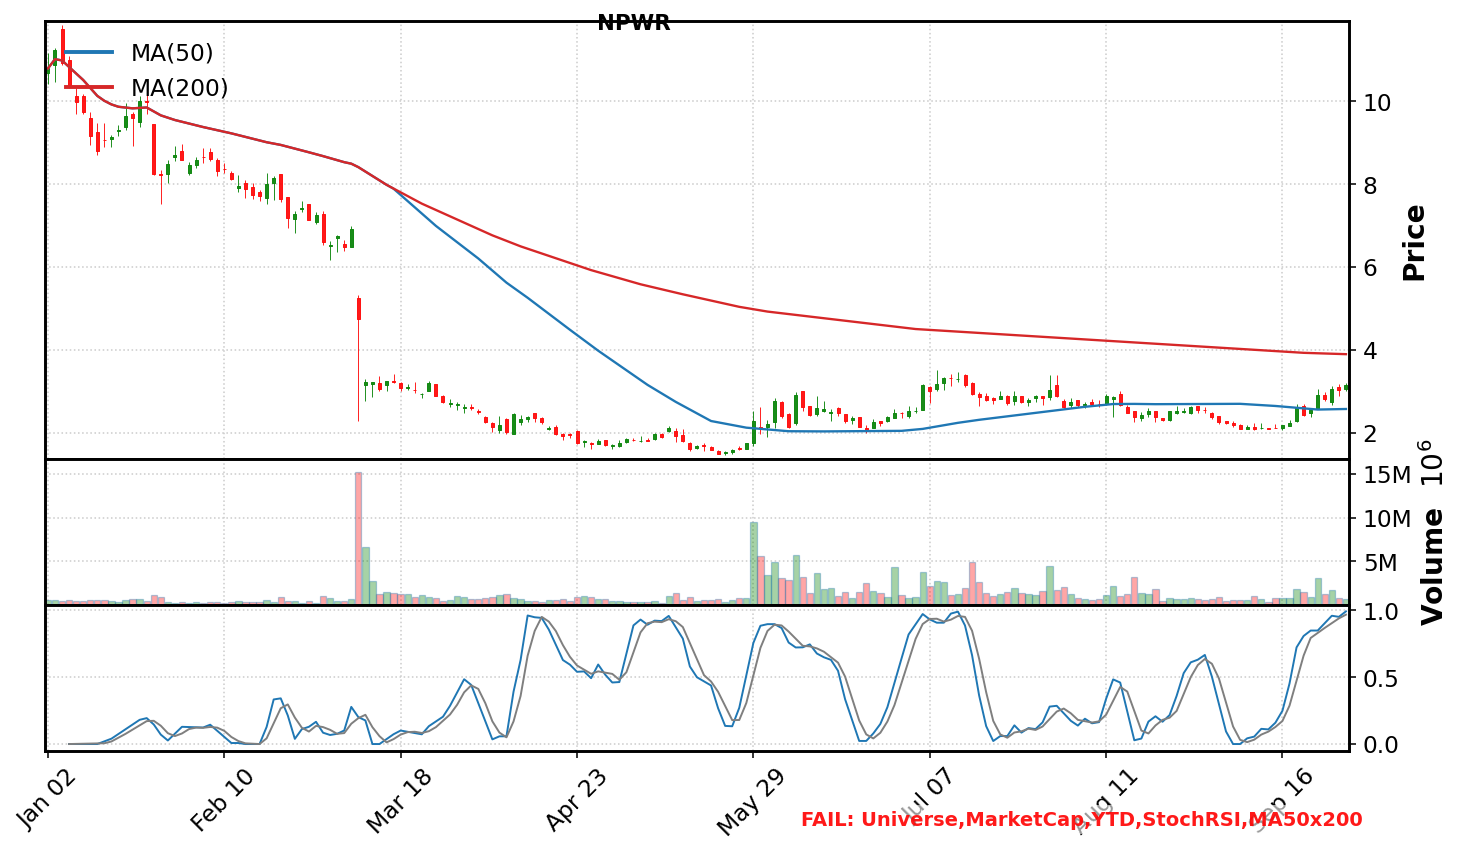 NPWR
MA(50)
MA(200)
10
8
6
4
2
Price
15M
10M
5M
Volume 10^6
1.0
0.5
0.0
Jan 02
Feb 10
Mar 18
Apr 23
May 29
Jul 07
Aug 11
Sep 16
FAIL: Universe,MarketCap,YTD,StochRSI,MA50x200